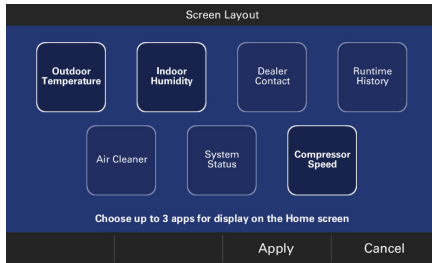 Screen Layout
Outdoor
Temperature
Indoor
Humidity
Dealer
Contact
Runtime
History
Air Cleaner
System
Status
Compressor
Speed
Choose up to 3 apps for display on the Home screen
Apply
Cancel